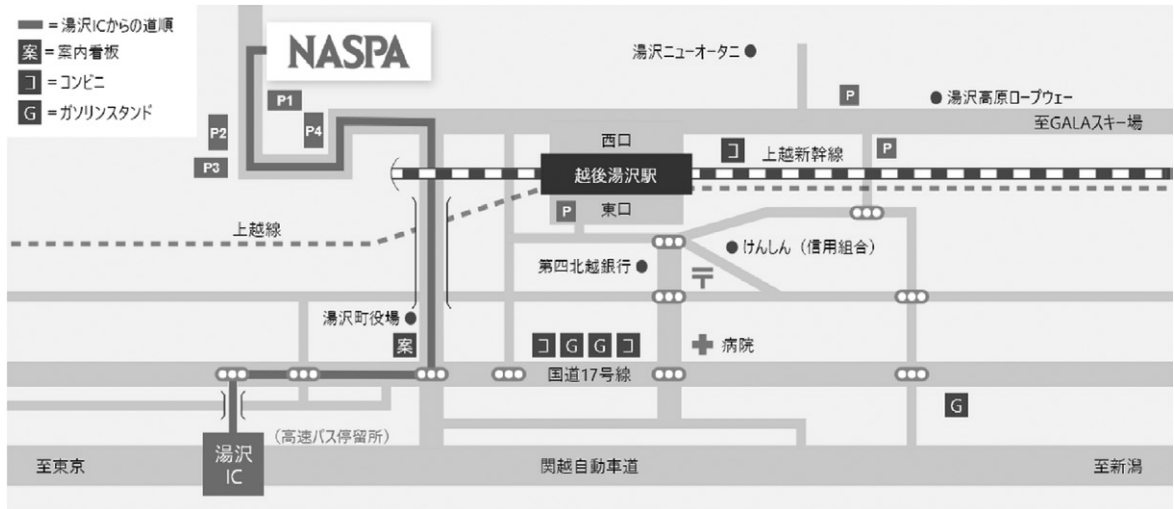 = 湯沢ICからの道順
案 = 案内看板
コ = コンビニ
G = ガソリンスタンド
NASPA
P1
P2
P4
P3
湯沢ニューオータニ
P
湯沢高原ロープウェー
至GALAスキー場
西口
越後湯沢駅
東口
P
コ
上越新幹線
P
上越線
けんしん（信用組合）
第四北越銀行
〒
湯沢町役場
案
コ G G コ
病院
国道17号線
G
（高速バス停留所）
湯沢
IC
至東京
関越自動車道
至新潟